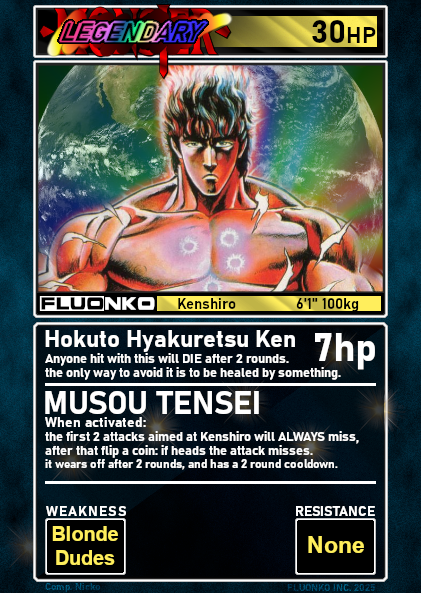 LEGENDARY
30HP
FLUONKO
Kenshiro
6'1" 100kg
Hokuto Hyakuretsu Ken
7hp
Anyone hit with this will DIE after 2 rounds.
the only way to avoid it is to be healed by something.
MUSOU TENSEI
When activated:
the first 2 attacks aimed at Kenshiro will ALWAYS miss,
after that flip a coin: if heads the attack misses.
it wears off after 2 rounds, and has a 2 round cooldown.
WEAKNESS
RESISTANCE
Blonde
Dudes
None
Comp. Nicko
FLUONKO INC. 2025